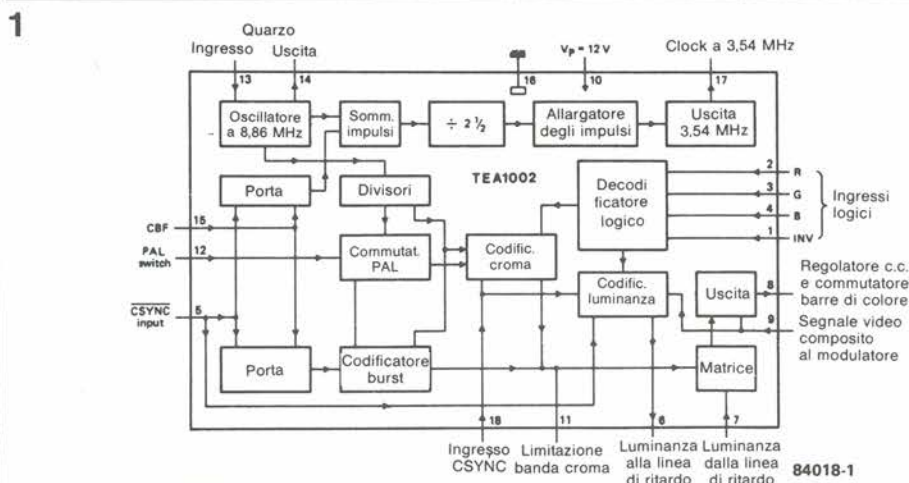 1
Quarzo
Ingresso
Uscita
13
14
16
Vp = 12 V
10
Clock a 3,54 MHz
17
Oscillatore
a 8,86 MHz
Somm.
impulsi
÷ 2 ½
Allargatore
degli impulsi
Uscita
3,54 MHz
Porta
Divisori
TEA1002
Decodi
ficatore
logico
2
R
3
G
4
B
1
INV
Ingressi
logici
CBF
15
PAL
switch
12
Commutat.
PAL
Codific.
croma
Codific.
luminanza
Uscita
8
Regolatore c.c.
e commutatore
barre di colore
9
Segnale video
composito
al modulatore
CSYNC
input
5
Porta
Codificatore
burst
Matrice
18
11
6
7
Ingresso
CSYNC
Limitazione
banda croma
Luminanza
alla linea
di ritardo
Luminanza
dalla linea
di ritardo
84018-1